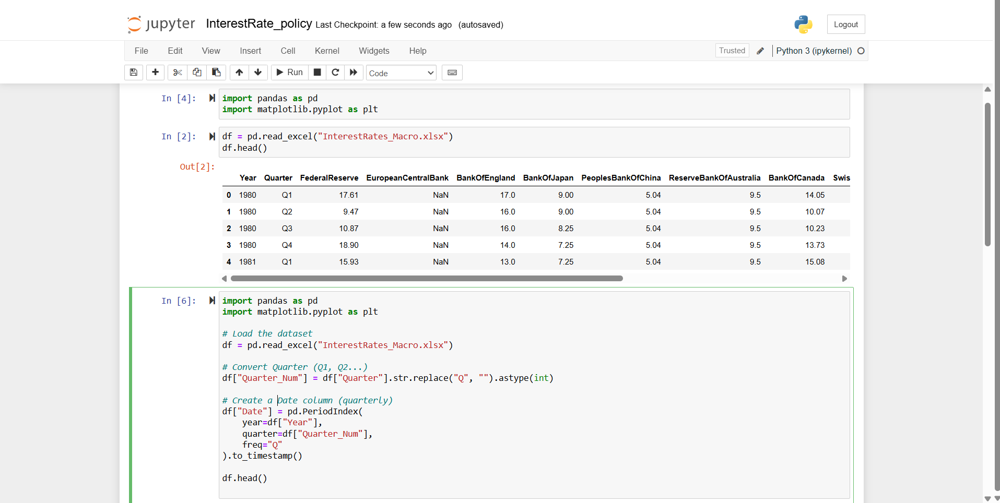 jupyter InterestRate_policy Last Checkpoint: a few seconds ago (autosaved) Logout
File Edit View Insert Cell Kernel Widgets Help Trusted Python 3 (ipykernel)
Run Code
In [4]: import pandas as pd
import matplotlib.pyplot as plt
In [2]: df = pd.read_excel("InterestRates_Macro.xlsx")
df.head()
Out[2]:
Year Quarter FederalReserve EuropeanCentralBank BankOfEngland BankOfJapan PeoplesBankOfChina ReserveBankOfAustralia BankOfCanada Swis
0 1980 Q1 17.61 NaN 17.0 9.00 5.04 9.5 14.05
1 1980 Q2 9.47 NaN 16.0 9.00 5.04 9.5 10.07
2 1980 Q3 10.87 NaN 16.0 8.25 5.04 9.5 10.23
3 1980 Q4 18.90 NaN 14.0 7.25 5.04 9.5 13.73
4 1981 Q1 15.93 NaN 13.0 7.25 5.04 9.5 15.08
In [6]: import pandas as pd
import matplotlib.pyplot as plt
# Load the dataset
df = pd.read_excel("InterestRates_Macro.xlsx")
# Convert Quarter (Q1, Q2...)
df["Quarter_Num"] = df["Quarter"].str.replace("Q", "").astype(int)
# Create a Date column (quarterly)
df["Date"] = pd.PeriodIndex(
year=df["Year"],
quarter=df["Quarter_Num"],
freq="Q"
).to_timestamp()
df.head()